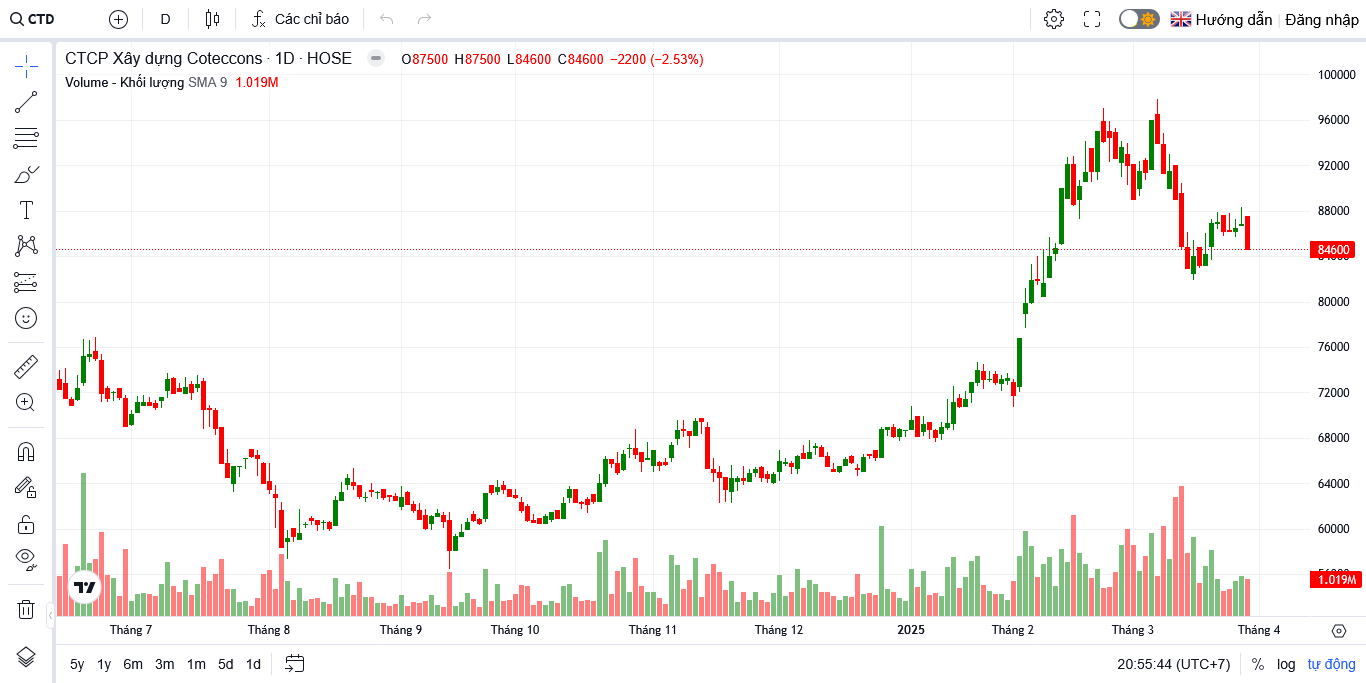 CTD D Các chỉ báo Hướng dẫn Đăng nhập
CTCP Xây dựng Coteccons · 1D · HOSE O87500 H87500 L84600 C84600 −2200 (−2.53%)
Volume - Khối lượng SMA 9 1.019M
100000
96000
92000
88000
84600
84000
80000
76000
72000
68000
64000
60000
56000
1.019M
Tháng 7 Tháng 8 Tháng 9 Tháng 10 Tháng 11 Tháng 12 2025 Tháng 2 Tháng 3 Tháng 4
5y 1y 6m 3m 1m 5d 1d 20:55:44 (UTC+7) % log tự động